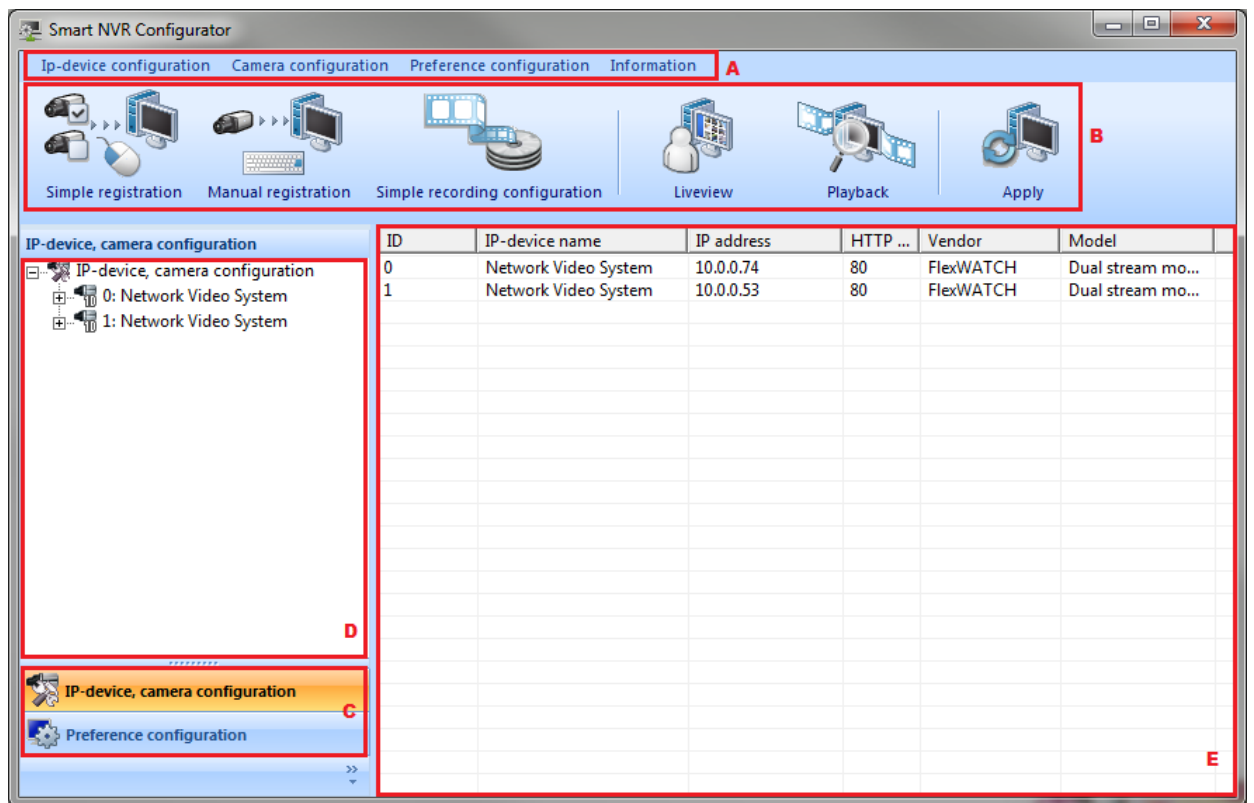 Smart NVR Configurator
Ip-device configuration Camera configuration Preference configuration Information A
B
Simple registration Manual registration Simple recording configuration Liveview Playback Apply
IP-device, camera configuration
ID IP-device name IP address HTTP ... Vendor Model
IP-device, camera configuration
0: Network Video System
1: Network Video System
0 Network Video System 10.0.0.74 80 FlexWATCH Dual stream mo...
1 Network Video System 10.0.0.53 80 FlexWATCH Dual stream mo...
D
IP-device, camera configuration
C
Preference configuration
E